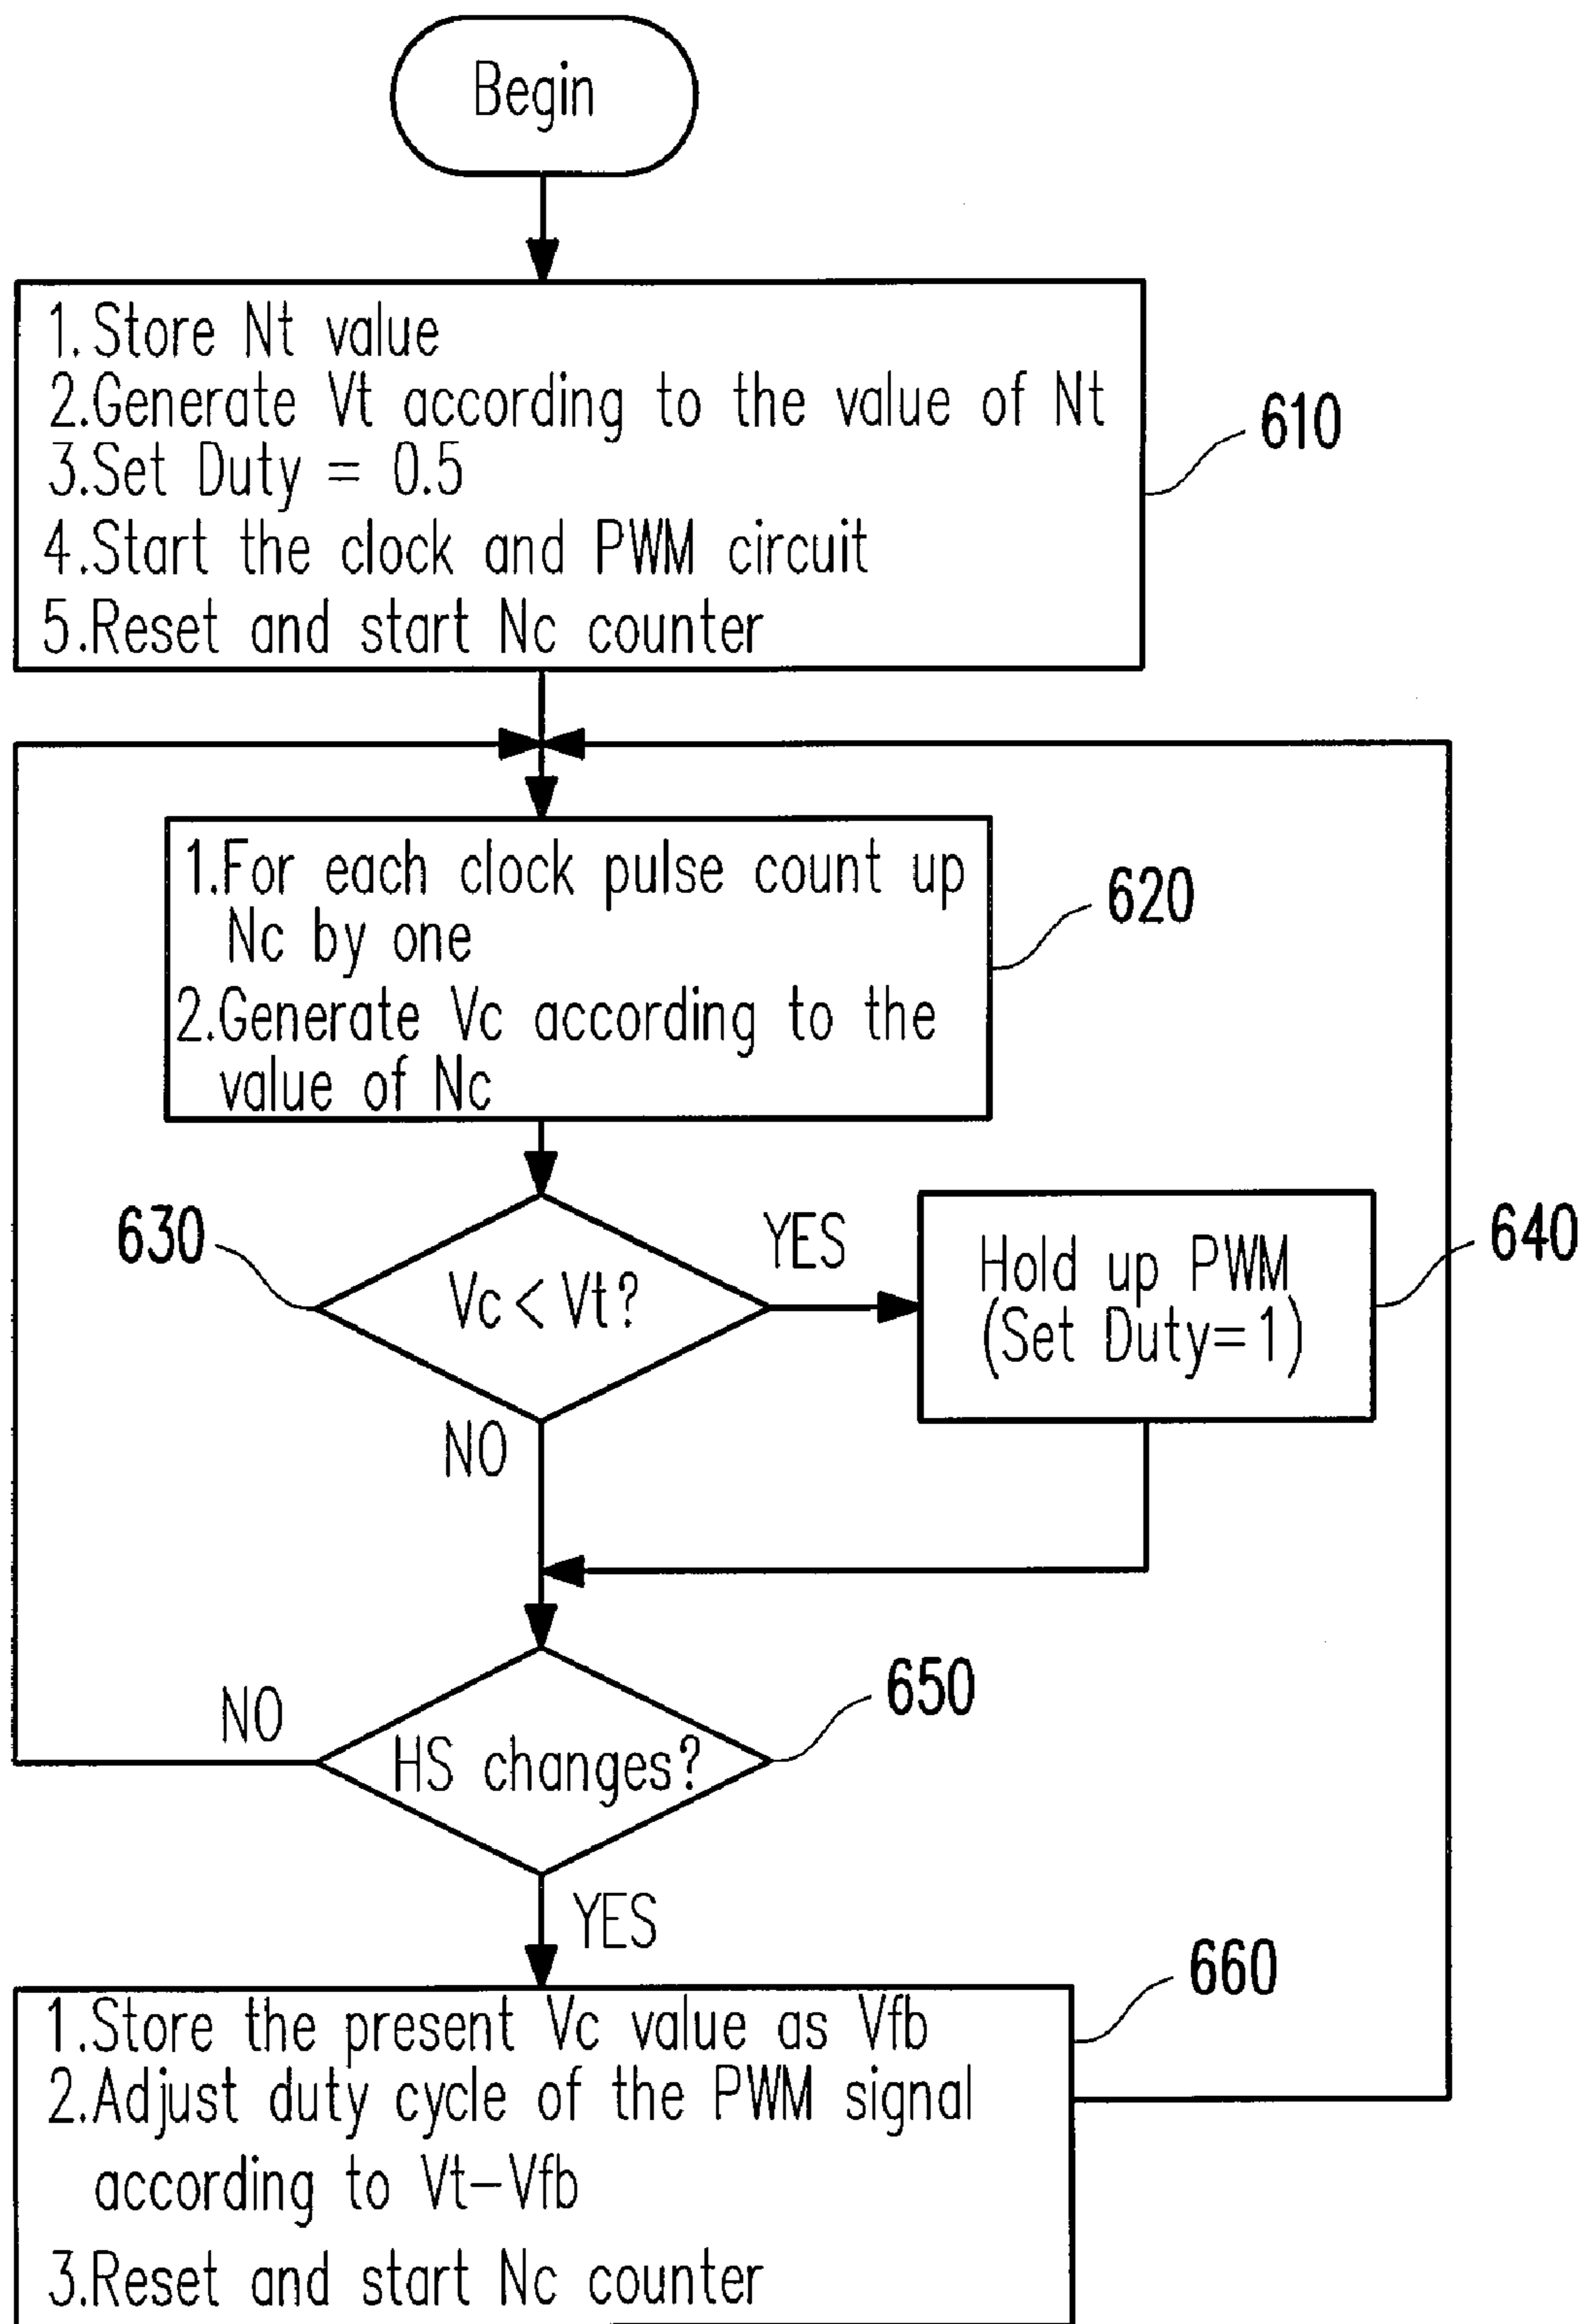 Begin
1.Store Nt value
2.Generate Vt according to the value of Nt
3.Set Duty = 0.5
4.Start the clock and PWM circuit
5.Reset and start Nc counter
610
1.For each clock pulse count up
Nc by one
2.Generate Vc according to the
value of Nc
620
630
Vc < Vt?
YES
Hold up PWM
(Set Duty=1)
640
NO
650
NO
HS changes?
YES
660
1.Store the present Vc value as Vfb
2.Adjust duty cycle of the PWM signal
according to Vt-Vfb
3.Reset and start Nc counter